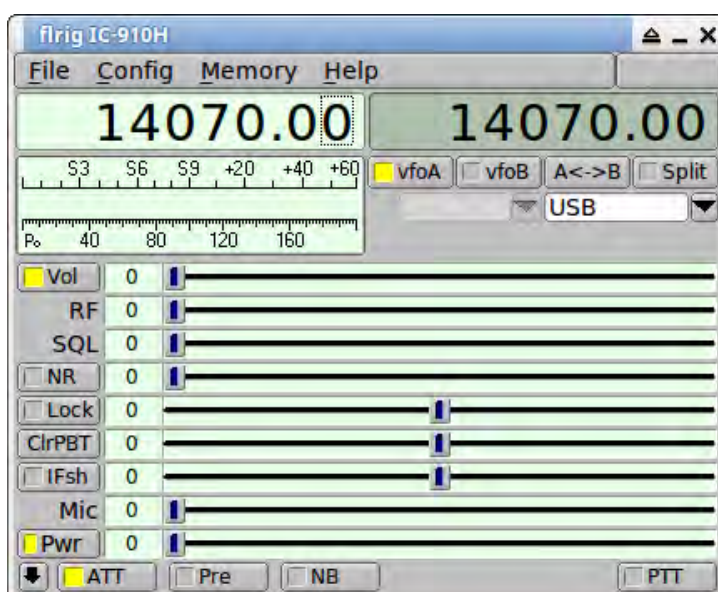 flrig IC-910H
File Config Memory Help
14070.00 14070.00
S3 S6 S9 +20 +40 +60
vfoA vfoB A<->B Split
USB
Po 40 80 120 160
Vol 0
RF 0
SQL 0
NR 0
Lock 0
ClrPBT 0
IFsh 0
Mic 0
Pwr 0
ATT Pre NB PTT